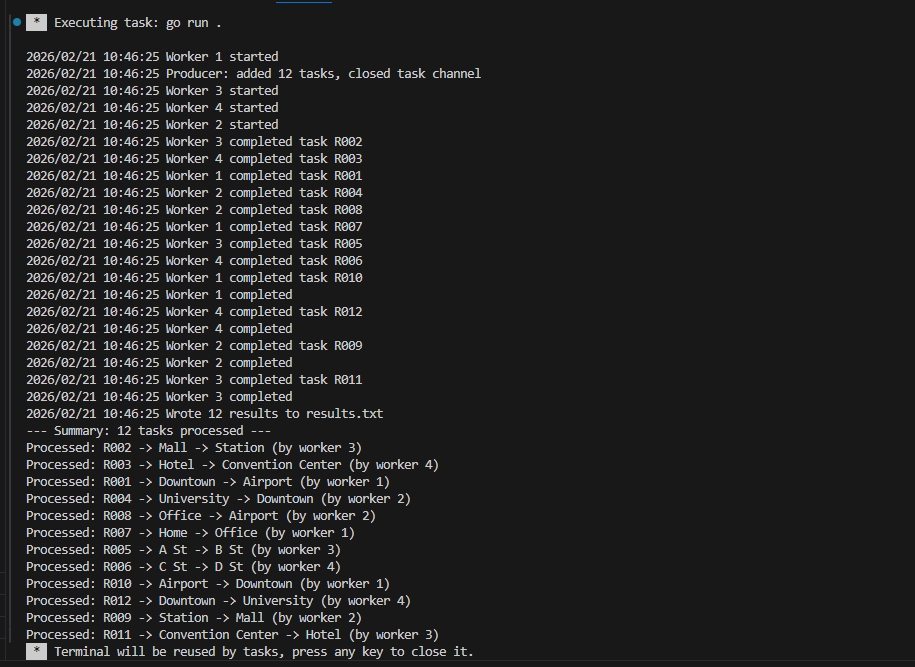 * Executing task: go run .
2026/02/21 10:46:25 Worker 1 started
2026/02/21 10:46:25 Producer: added 12 tasks, closed task channel
2026/02/21 10:46:25 Worker 3 started
2026/02/21 10:46:25 Worker 4 started
2026/02/21 10:46:25 Worker 2 started
2026/02/21 10:46:25 Worker 3 completed task R002
2026/02/21 10:46:25 Worker 4 completed task R003
2026/02/21 10:46:25 Worker 1 completed task R001
2026/02/21 10:46:25 Worker 2 completed task R004
2026/02/21 10:46:25 Worker 2 completed task R008
2026/02/21 10:46:25 Worker 1 completed task R007
2026/02/21 10:46:25 Worker 3 completed task R005
2026/02/21 10:46:25 Worker 4 completed task R006
2026/02/21 10:46:25 Worker 1 completed task R010
2026/02/21 10:46:25 Worker 1 completed
2026/02/21 10:46:25 Worker 4 completed task R012
2026/02/21 10:46:25 Worker 4 completed
2026/02/21 10:46:25 Worker 2 completed task R009
2026/02/21 10:46:25 Worker 2 completed
2026/02/21 10:46:25 Worker 3 completed task R011
2026/02/21 10:46:25 Worker 3 completed
2026/02/21 10:46:25 Wrote 12 results to results.txt
--- Summary: 12 tasks processed ---
Processed: R002 -> Mall -> Station (by worker 3)
Processed: R003 -> Hotel -> Convention Center (by worker 4)
Processed: R001 -> Downtown -> Airport (by worker 1)
Processed: R004 -> University -> Downtown (by worker 2)
Processed: R008 -> Office -> Airport (by worker 2)
Processed: R007 -> Home -> Office (by worker 1)
Processed: R005 -> A St -> B St (by worker 3)
Processed: R006 -> C St -> D St (by worker 4)
Processed: R010 -> Airport -> Downtown (by worker 1)
Processed: R012 -> Downtown -> University (by worker 4)
Processed: R009 -> Station -> Mall (by worker 2)
Processed: R011 -> Convention Center -> Hotel (by worker 3)
* Terminal will be reused by tasks, press any key to close it.